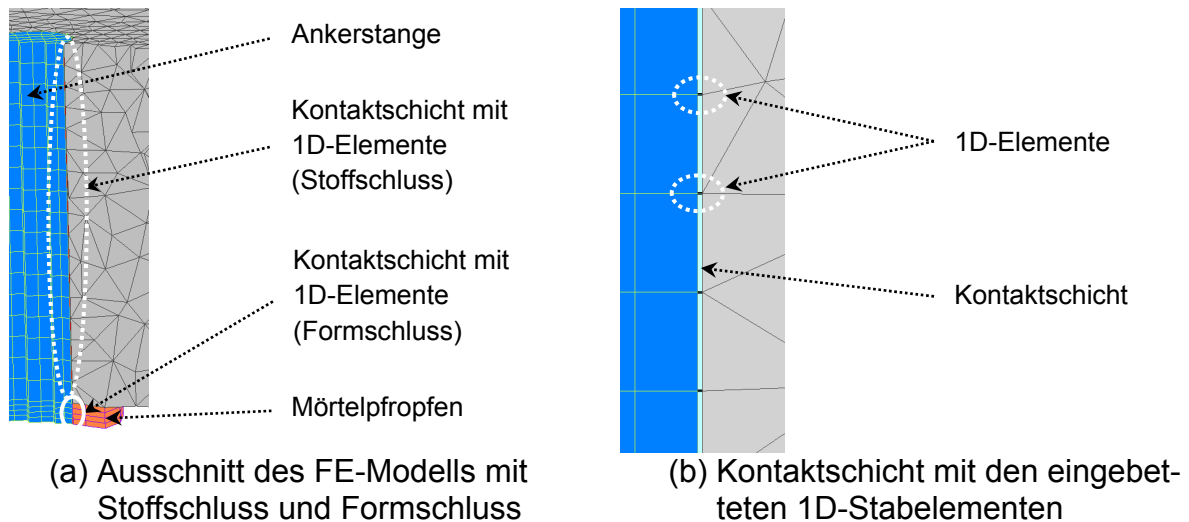 Ankerstange
Kontaktschicht mit
1D-Elemente
(Stoffschluss)
Kontaktschicht mit
1D-Elemente
(Formschluss)
Mörtelpfropfen
(a) Ausschnitt des FE-Modells mit
Stoffschluss und Formschluss
1D-Elemente
Kontaktschicht
(b) Kontaktschicht mit den eingebet-
teten 1D-Stabelementen